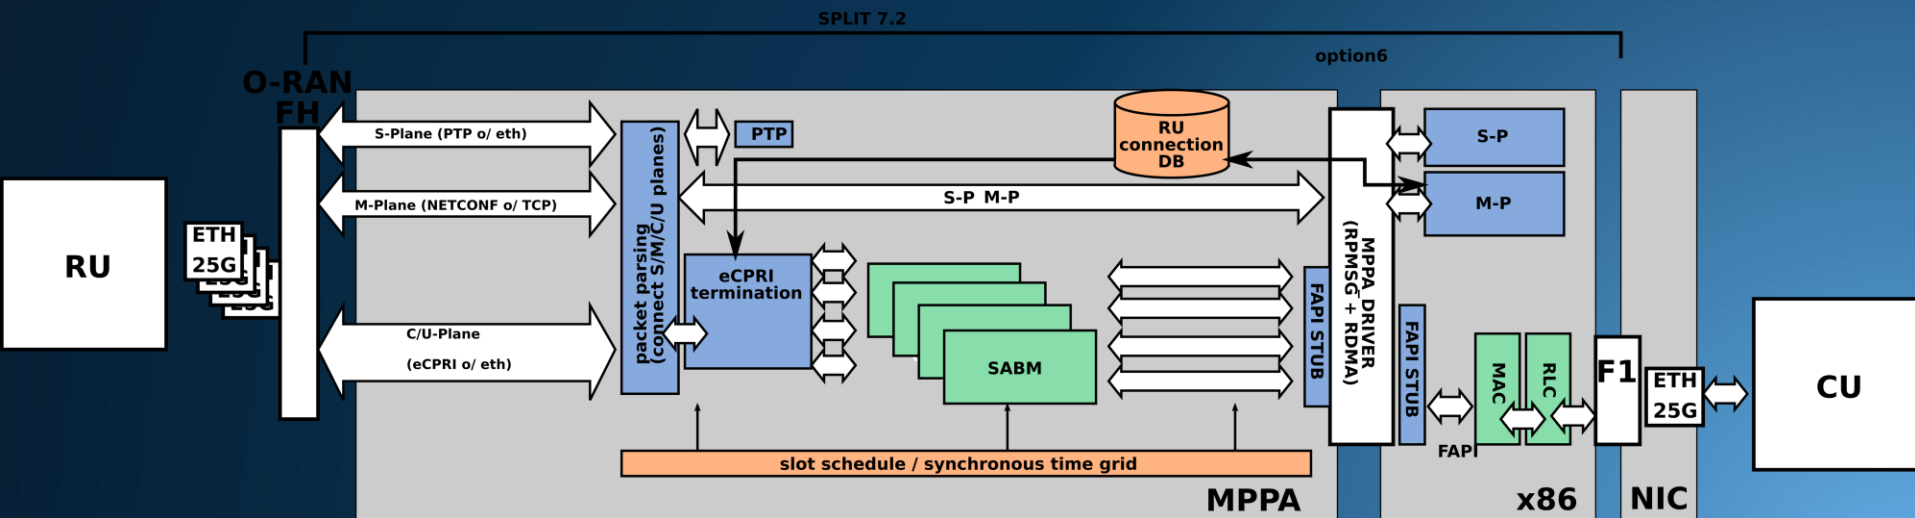 SPLIT 7.2
option6
O-RAN
FH
S-Plane (PTP o/ eth)
M-Plane (NETCONF o/ TCP)
C/U-Plane
(eCPRI o/ eth)
RU
ETH
25G
packet parsing
(connect S/M/C/U planes)
PTP
S-P M-P
RU
connection
DB
eCPRI
termination
SABM
FAPI STUB
MPPA DRIVER
(RPMSG + RDMA)
S-P
M-P
FAPI STUB
FAPI
MAC
RLC
F1
ETH
25G
CU
slot schedule / synchronous time grid
MPPA
x86
NIC